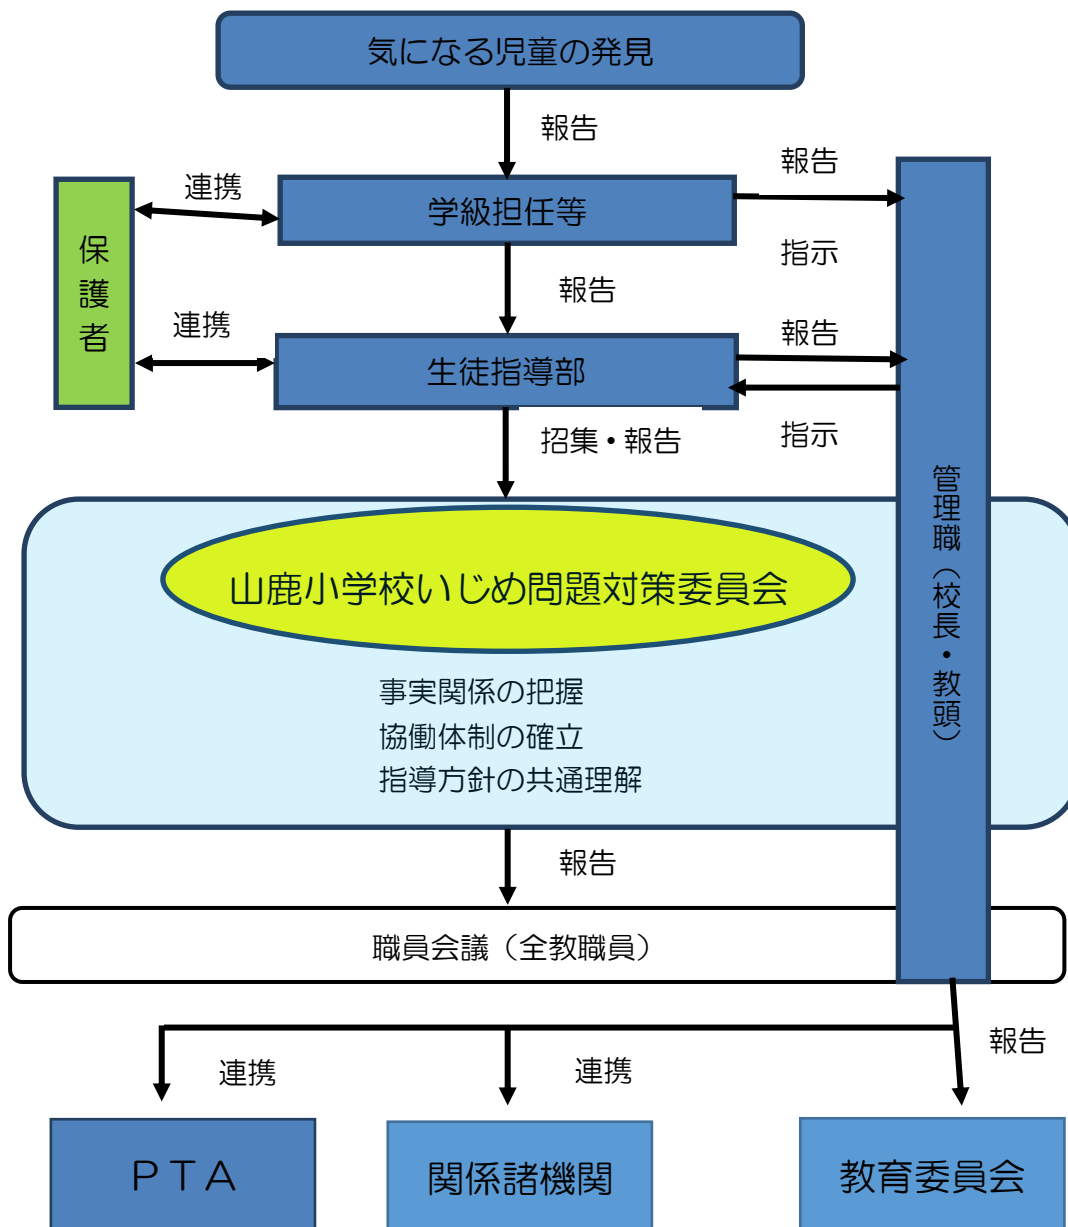 気になる児童の発見
報告
報告
連携
学級担任等
保護者
指示
報告
連携
報告
生徒指導部
招集・報告
指示
管理職（校長・教頭）
山鹿小学校いじめ問題対策委員会
事実関係の把握
協働体制の確立
指導方針の共通理解
報告
職員会議（全教職員）
報告
連携
連携
ＰＴＡ
関係諸機関
教育委員会